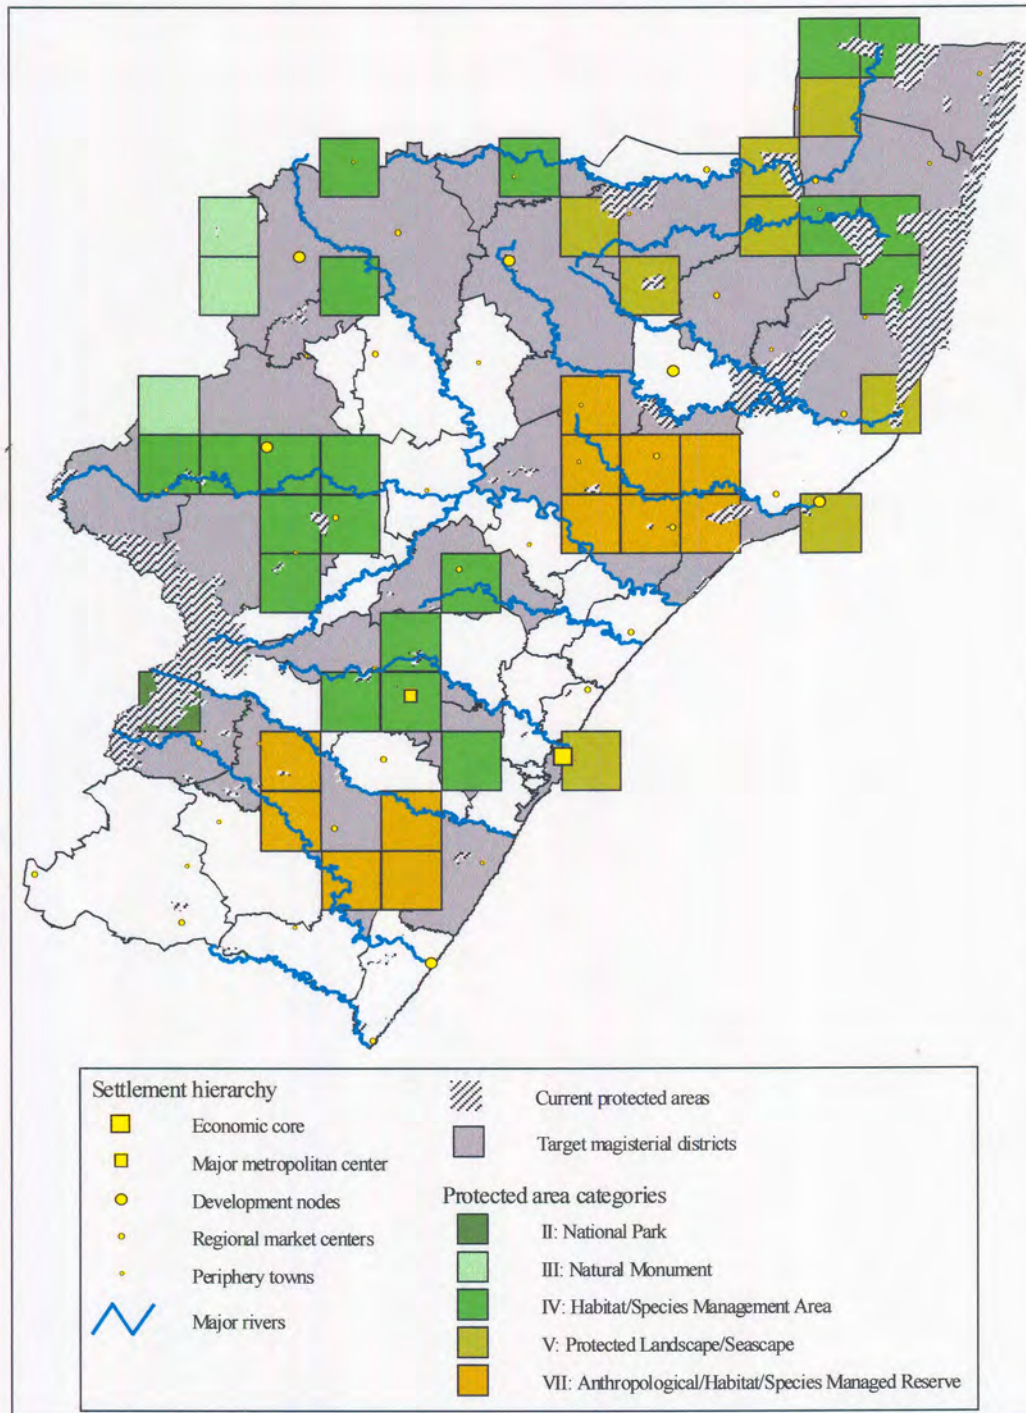 Settlement hierarchy
Economic core
Major metropolitan center
Development nodes
Regional market centers
Periphery towns
Major rivers
Current protected areas
Target magisterial districts
Protected area categories
II: National Park
III: Natural Monument
IV: Habitat/Species Management Area
V: Protected Landscape/Seascape
VII: Anthropological/Habitat/Species Managed Reserve